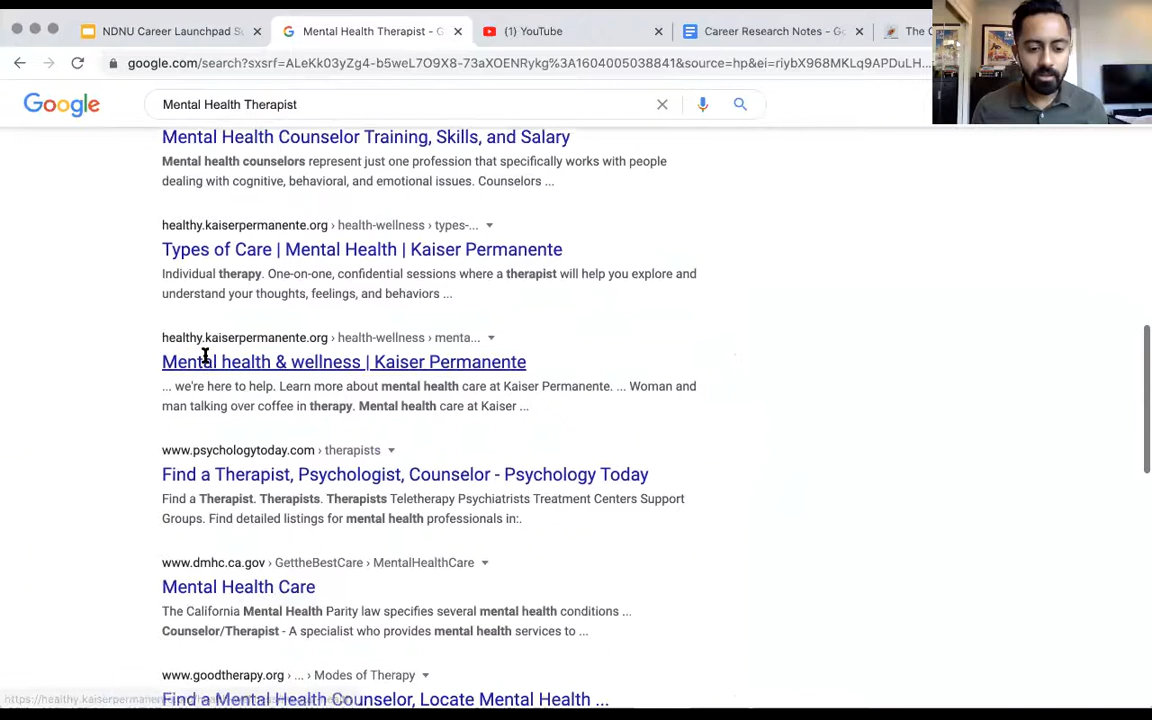 NDNU Career Launchpad S
Mental Health Therapist - G
(1) YouTube
Career Research Notes - Go
The C
google.com/search?sxsrf=ALeKk03yZg4-b5weL7O9X8-73aXOENRykg%3A1604005038841&source=hp&ei=riybX968MKLq9APDuLH...
Google
Mental Health Therapist
Mental Health Counselor Training, Skills, and Salary
Mental health counselors represent just one profession that specifically works with people
dealing with cognitive, behavioral, and emotional issues. Counselors ...
healthy.kaiserpermanente.org › health-wellness › types-...
Types of Care | Mental Health | Kaiser Permanente
Individual therapy. One-on-one, confidential sessions where a therapist will help you explore and
understand your thoughts, feelings, and behaviors ...
healthy.kaiserpermanente.org › health-wellness › menta...
Mental health & wellness | Kaiser Permanente
... we're here to help. Learn more about mental health care at Kaiser Permanente. ... Woman and
man talking over coffee in therapy. Mental health care at Kaiser ...
www.psychologytoday.com › therapists
Find a Therapist, Psychologist, Counselor - Psychology Today
Find a Therapist. Therapists. Therapists Teletherapy Psychiatrists Treatment Centers Support
Groups. Find detailed listings for mental health professionals in:.
www.dmhc.ca.gov › GettheBestCare › MentalHealthCare
Mental Health Care
The California Mental Health Parity law specifies several mental health conditions ...
Counselor/Therapist - A specialist who provides mental health services to ...
www.goodtherapy.org › ... › Modes of Therapy
Find a Mental Health Counselor, Locate Mental Health ...